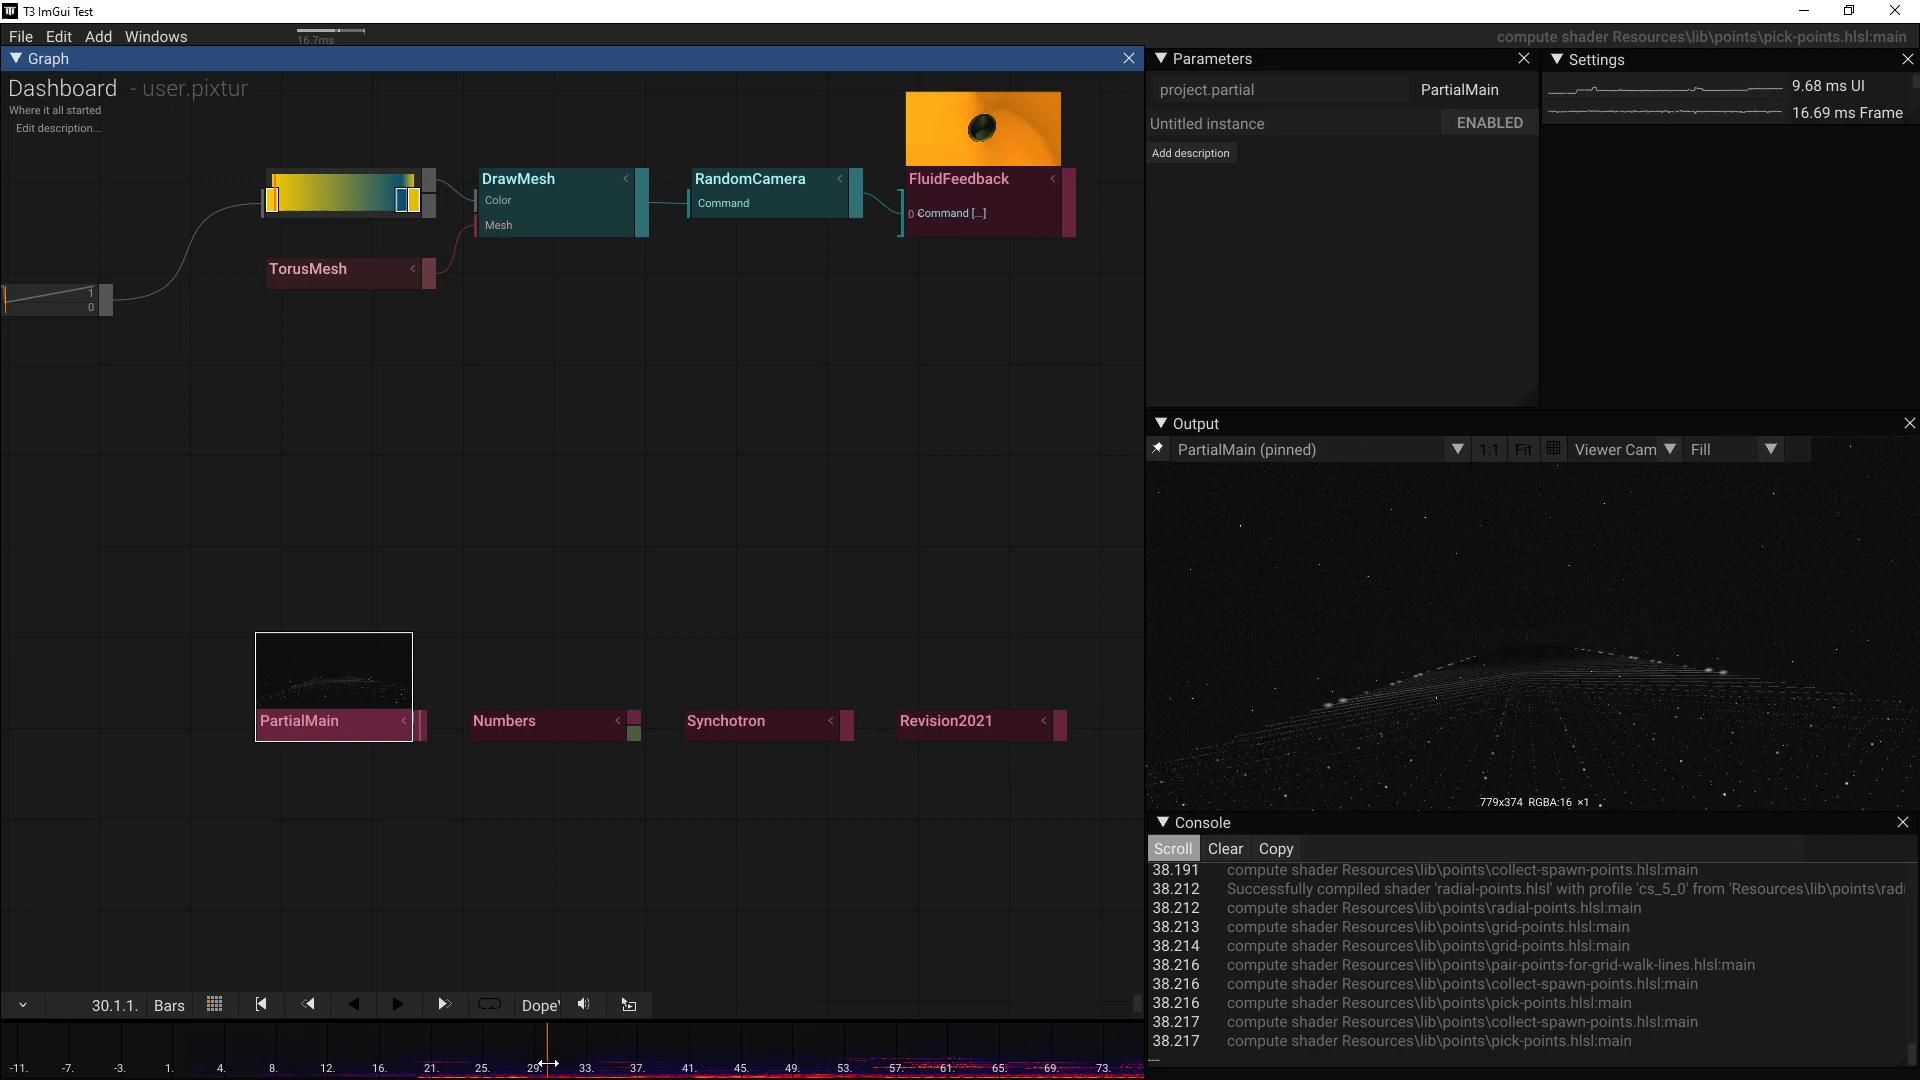 T3 ImGui Test
File Edit Add Windows
16.7ms
compute shader Resources\lib\points\pick-points.hlsl:main
Graph
Dashboard - user.pixtur
Where it all started
Edit description...
DrawMesh
Color
Mesh
RandomCamera
Command
FluidFeedback
0 Command [...]
TorusMesh
1
0
PartialMain
Numbers
Synchotron
Revision2021
30.1.1. Bars
-11. -7. -3. 1. 4. 8. 12. 16. 21. 25. 29. 33. 37. 41. 45. 49. 53. 57. 61. 65. 69. 73.
Parameters
project.partial PartialMain
Untitled instance ENABLED
Add description
Settings
9.68 ms UI
16.69 ms Frame
Output
PartialMain (pinned) 1:1 Fit Viewer Cam Fill
779x374 RGBA:16 ×1
Console
Scroll Clear Copy
38.191 compute shader Resources\lib\points\collect-spawn-points.hlsl:main
38.212 Successfully compiled shader 'radial-points.hlsl' with profile 'cs_5_0' from 'Resources\lib\points\radi
38.212 compute shader Resources\lib\points\radial-points.hlsl:main
38.213 compute shader Resources\lib\points\grid-points.hlsl:main
38.214 compute shader Resources\lib\points\grid-points.hlsl:main
38.216 compute shader Resources\lib\points\pair-points-for-grid-walk-lines.hlsl:main
38.216 compute shader Resources\lib\points\collect-spawn-points.hlsl:main
38.216 compute shader Resources\lib\points\pick-points.hlsl:main
38.217 compute shader Resources\lib\points\collect-spawn-points.hlsl:main
38.217 compute shader Resources\lib\points\pick-points.hlsl:main